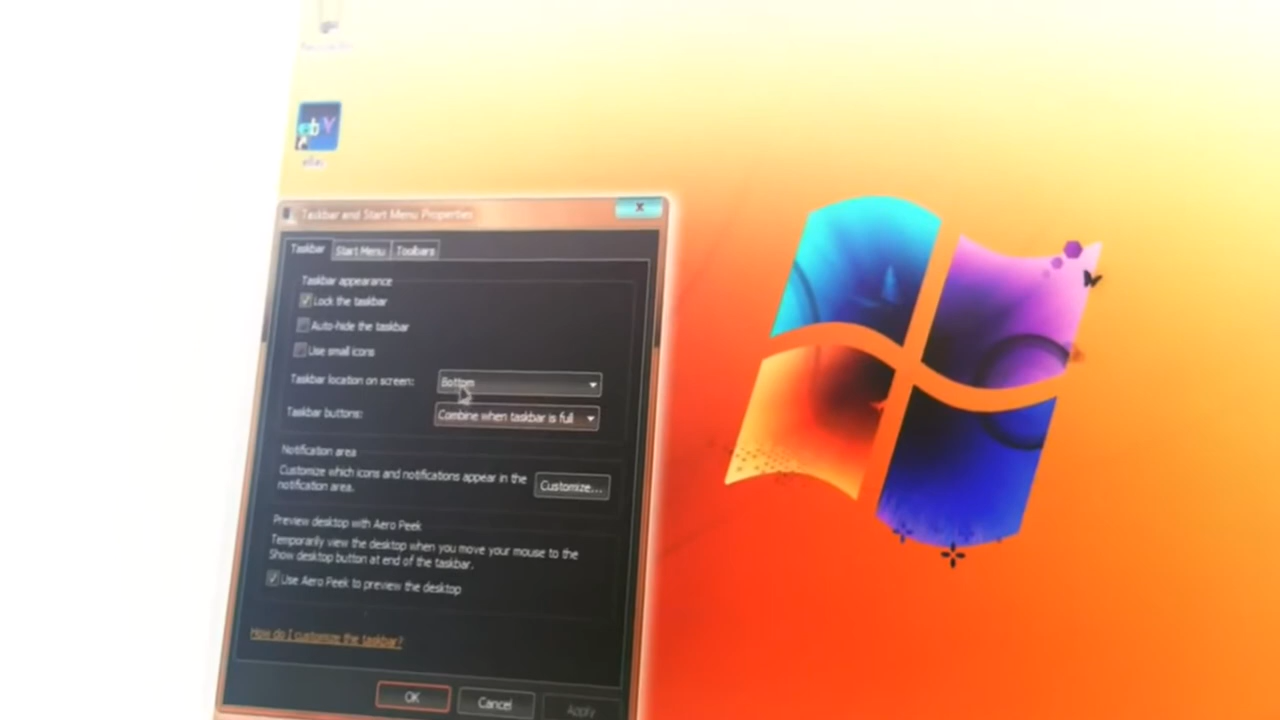 ebY
Taskbar and Start Menu Properties
X
Taskbar
Start Menu
Toolbars
Taskbar appearance
Lock the taskbar
Auto-hide the taskbar
Use small icons
Taskbar location on screen:
Bottom
Taskbar buttons:
Combine when taskbar is full
Notification area
Customize which icons and notifications appear in the
notification area.
Customize...
Preview desktop with Aero Peek
Temporarily view the desktop when you move your mouse to the
Show desktop button at end of the taskbar.
Use Aero Peek to preview the desktop
How do I customize the taskbar?
OK
Cancel
Apply